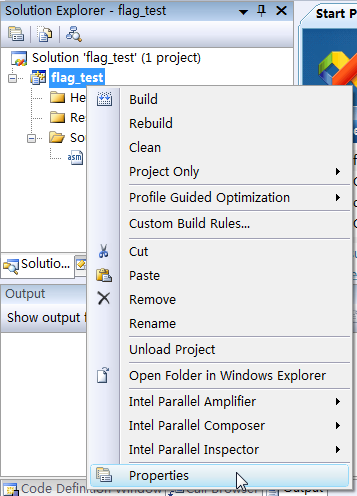 Solution Explorer - flag_test
Start P
Solution 'flag_test' (1 project)
flag_test
He
Re
So
asm
Build
Rebuild
Clean
Project Only
Profile Guided Optimization
Custom Build Rules...
Cut
Paste
Remove
Rename
Unload Project
Open Folder in Windows Explorer
Intel Parallel Amplifier
Intel Parallel Composer
Intel Parallel Inspector
Properties
Solutio...
Output
Show output f
Code Definition Window
Call Browser
Output